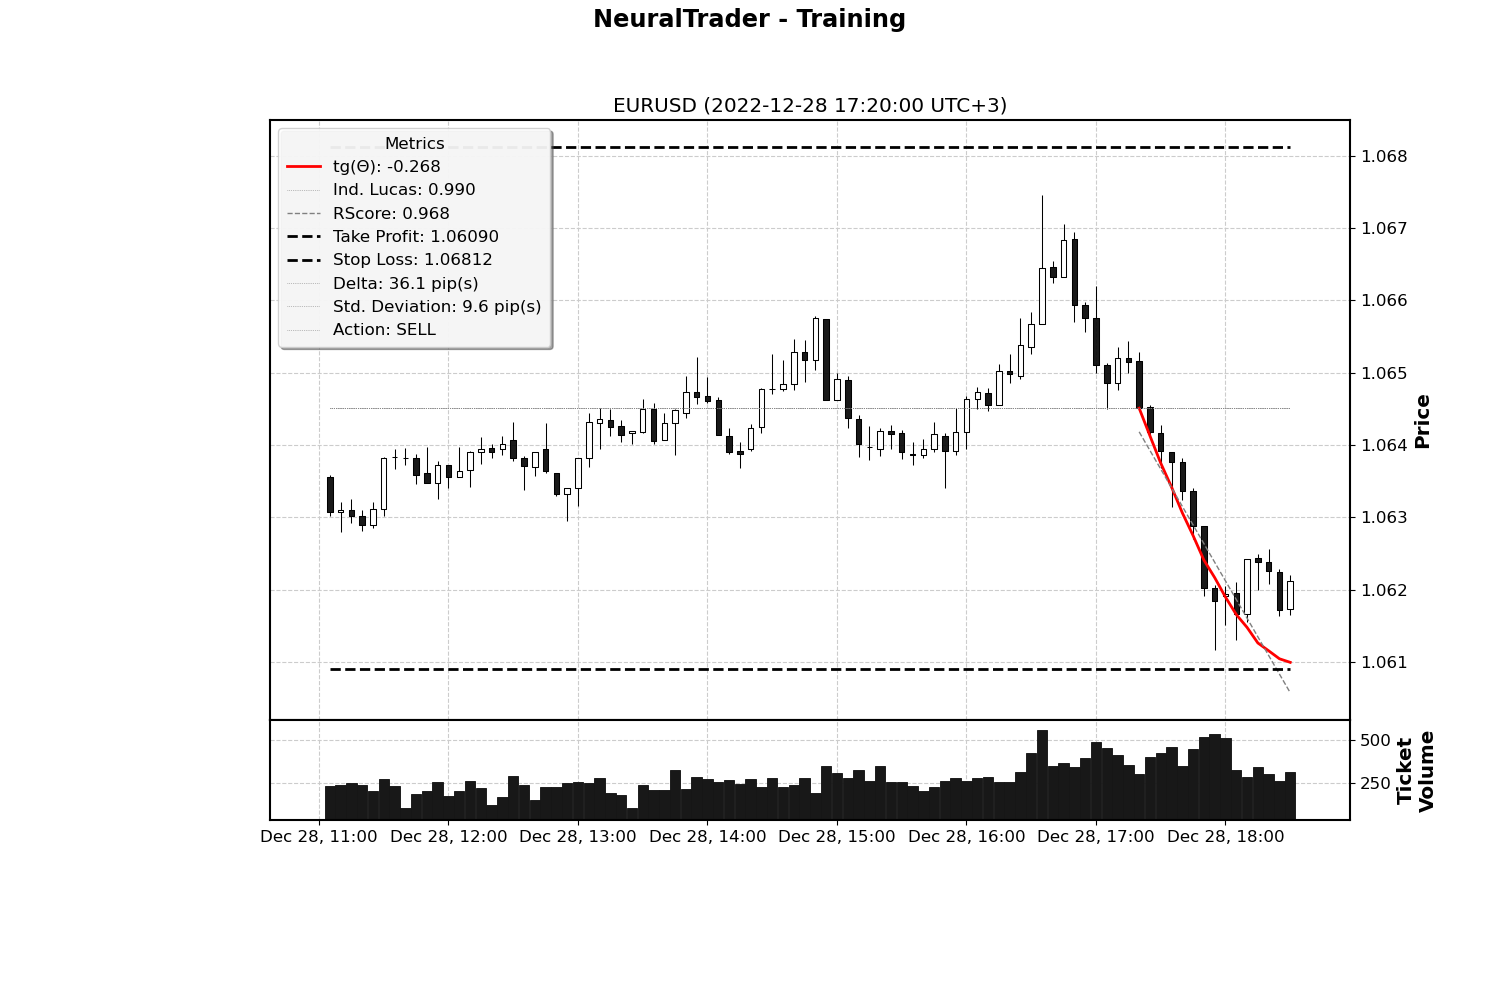 NeuralTrader - Training
EURUSD (2022-12-28 17:20:00 UTC+3)
Metrics
tg(Θ): -0.268
Ind. Lucas: 0.990
RScore: 0.968
Take Profit: 1.06090
Stop Loss: 1.06812
Delta: 36.1 pip(s)
Std. Deviation: 9.6 pip(s)
Action: SELL
1.068
1.067
1.066
1.065
1.064
1.063
1.062
1.061
Price
500
250
Ticket
Volume
Dec 28, 11:00 Dec 28, 12:00 Dec 28, 13:00 Dec 28, 14:00 Dec 28, 15:00 Dec 28, 16:00 Dec 28, 17:00 Dec 28, 18:00